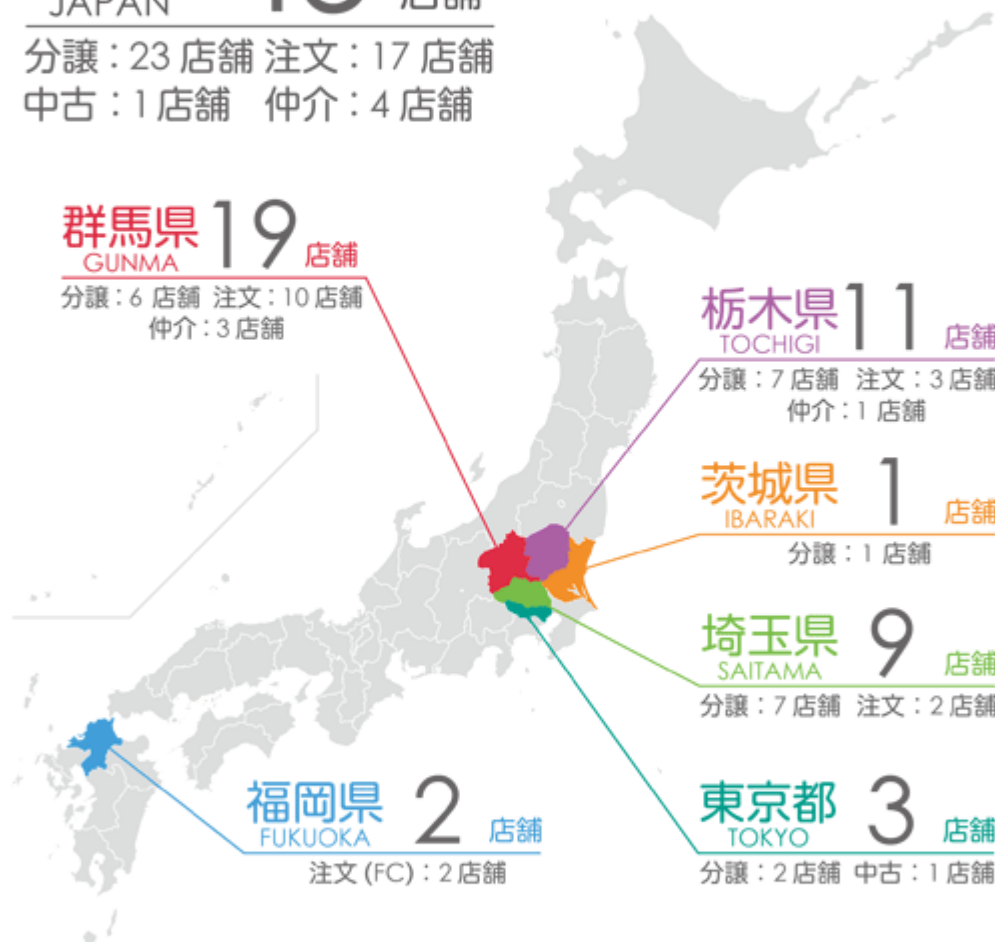 JAPAN 店舗
分譲：23 店舗 注文：17 店舗
中古：1店舗 仲介：4 店舗
群馬県 19 店舗
GUNMA
分譲：6 店舗 注文：10 店舗
仲介：3 店舗
栃木県 11 店舗
TOCHIGI
分譲：7 店舗 注文：3 店舗
仲介：1 店舗
茨城県 1 店舗
IBARAKI
分譲：1 店舗
埼玉県 9 店舗
SAITAMA
分譲：7 店舗 注文：2 店舗
福岡県 2 店舗
FUKUOKA
注文 (FC)：2 店舗
東京都 3 店舗
TOKYO
分譲：2 店舗 中古：1 店舗